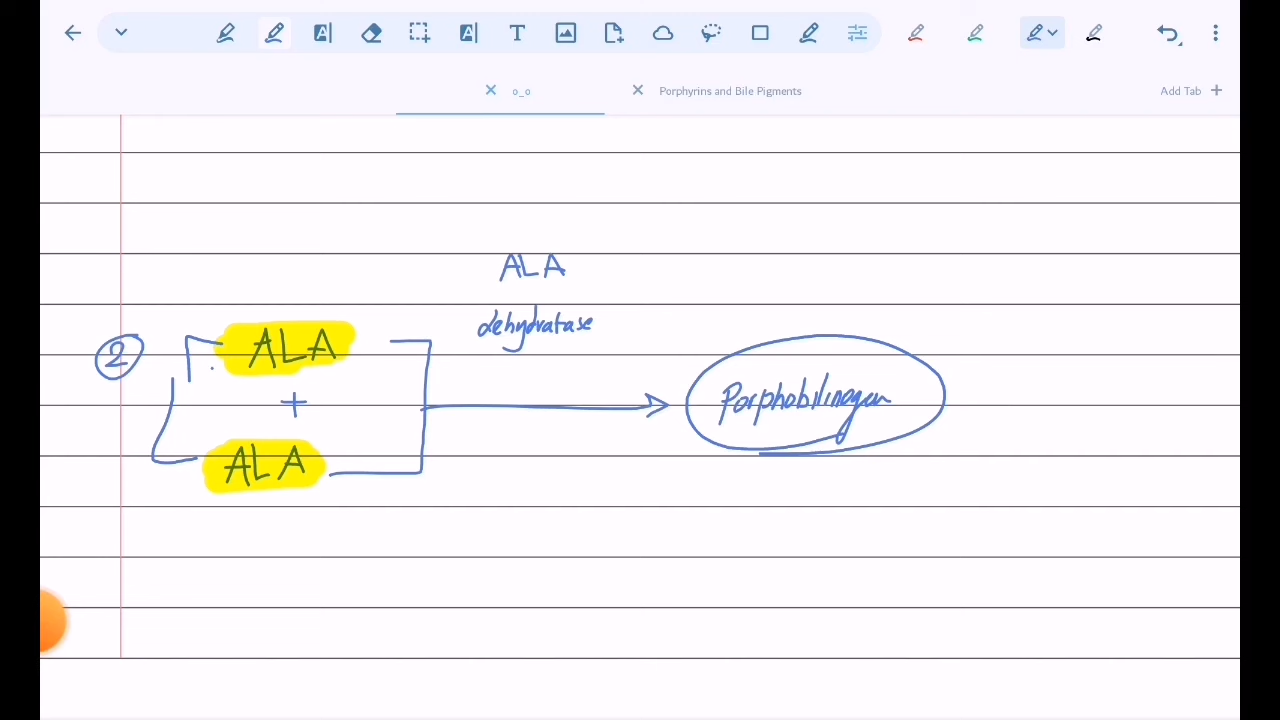 o_o
Porphyrins and Bile Pigments
Add Tab
ALA
dehydratase
2
ALA
+
ALA
Porphobilinogen